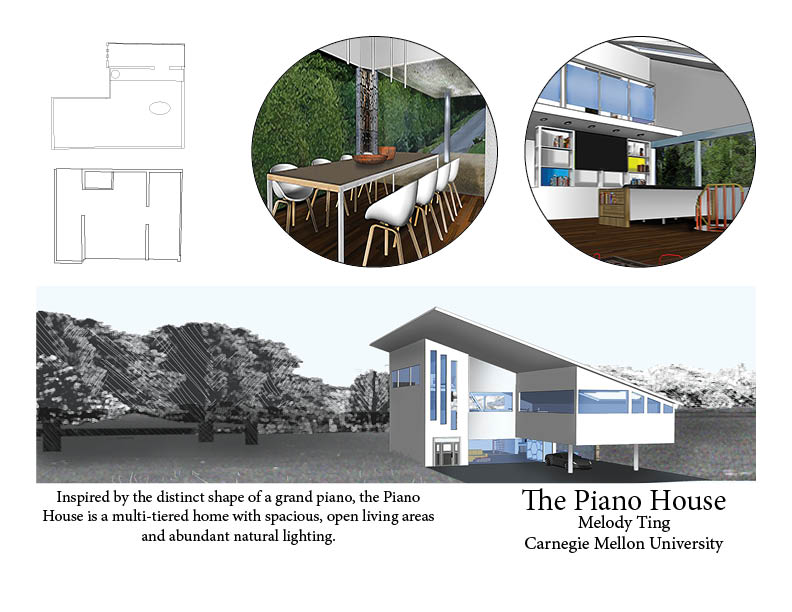 Inspired by the distinct shape of a grand piano, the Piano
House is a multi-tiered home with spacious, open living areas
and abundant natural lighting.
The Piano House
Melody Ting
Carnegie Mellon University